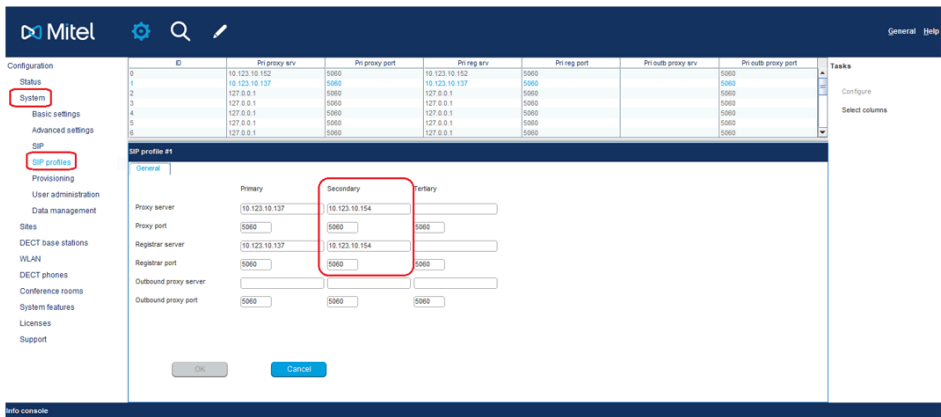 Mitel
General Help
Configuration
Status
System
Basic settings
Advanced settings
SIP
SIP profiles
Provisioning
User administration
Data management
Sites
DECT base stations
WLAN
DECT phones
Conference rooms
System features
Licenses
Support
ID Pri proxy srv Pri proxy port Pri reg srv Pri reg port Pri outb proxy srv Pri outb proxy port
0 10.123.10.152 5060 10.123.10.152 5060 5060
1 10.123.10.137 5060 10.123.10.137 5060 5060
2 127.0.0.1 5060 127.0.0.1 5060 5060
3 127.0.0.1 5060 127.0.0.1 5060 5060
4 127.0.0.1 5060 127.0.0.1 5060 5060
5 127.0.0.1 5060 127.0.0.1 5060 5060
6 127.0.0.1 5060 127.0.0.1 5060 5060
Tasks
Configure
Select columns
SIP profile #1
General
Primary Secondary Tertiary
Proxy server 10.123.10.137 10.123.10.154
Proxy port 5060 5060 5060
Registrar server 10.123.10.137 10.123.10.154
Registrar port 5060 5060 5060
Outbound proxy server
Outbound proxy port 5060 5060 5060
OK Cancel
Info console